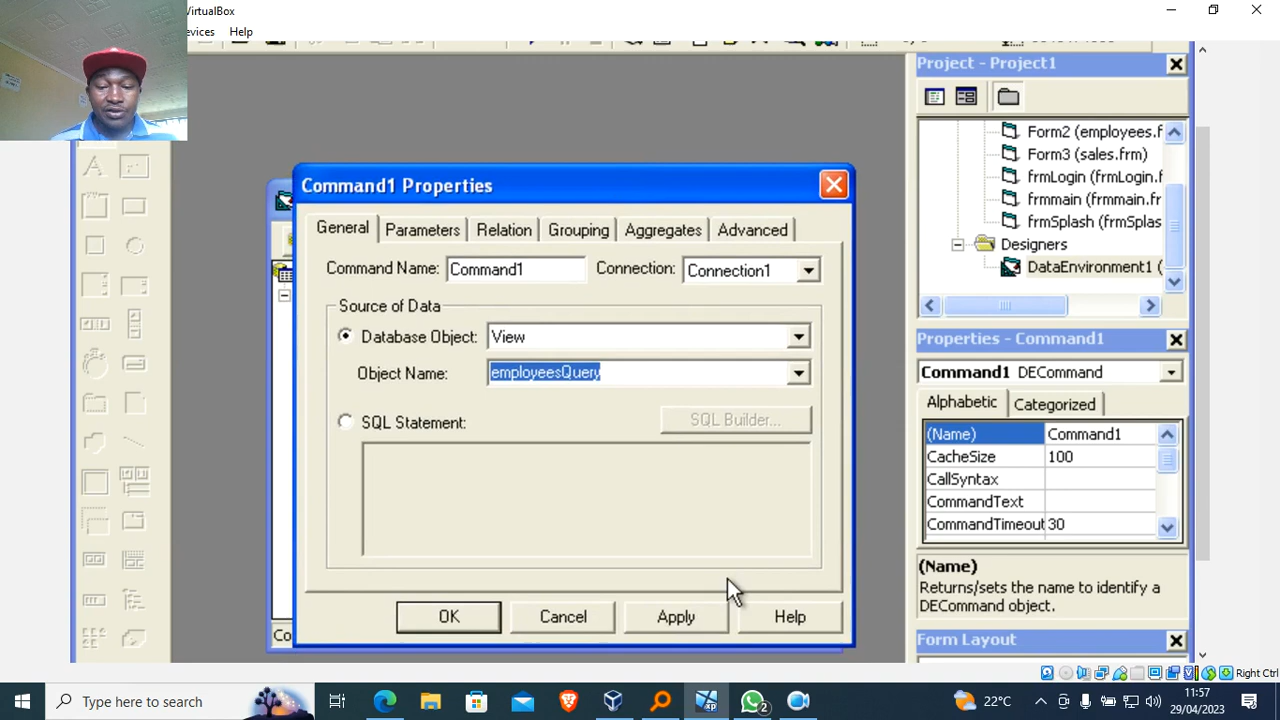 VirtualBox
evices Help
Project - Project1
Form2 (employees.f
Form3 (sales.frm)
frmLogin (frmLogin.f
frmmain (frmmain.fr
frmSplash (frmSplas
Designers
DataEnvironment1 (
Command1 Properties
General Parameters Relation Grouping Aggregates Advanced
Command Name: Command1 Connection: Connection1
Source of Data
Database Object: View
Object Name: employeesQuery
SQL Statement: SQL Builder...
OK Cancel Apply Help
Co
Properties - Command1
Command1 DECommand
Alphabetic Categorized
(Name) Command1
CacheSize 100
CallSyntax
CommandText
CommandTimeout 30
(Name)
Returns/sets the name to identify a
DECommand object.
Form Layout
Right Ctrl
Type here to search
XP
2
22°C
11:57
29/04/2023